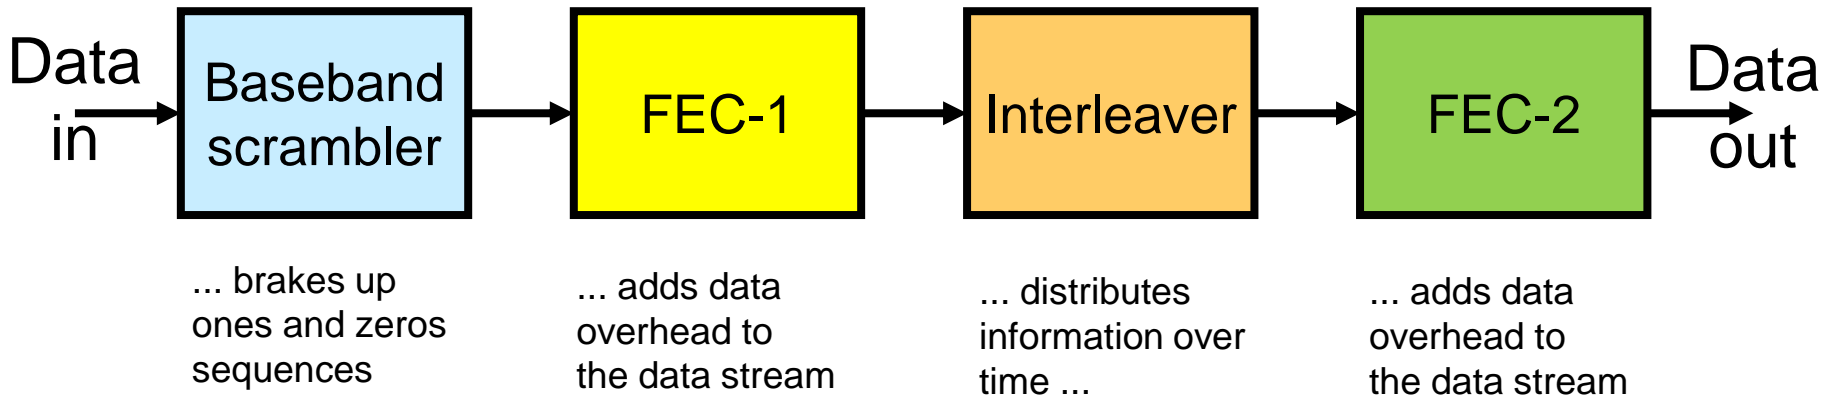 Data
in
Baseband
scrambler
FEC-1
Interleaver
FEC-2
Data
out
... brakes up
ones and zeros
sequences
... adds data
overhead to
the data stream
... distributes
information over
time ...
... adds data
overhead to
the data stream